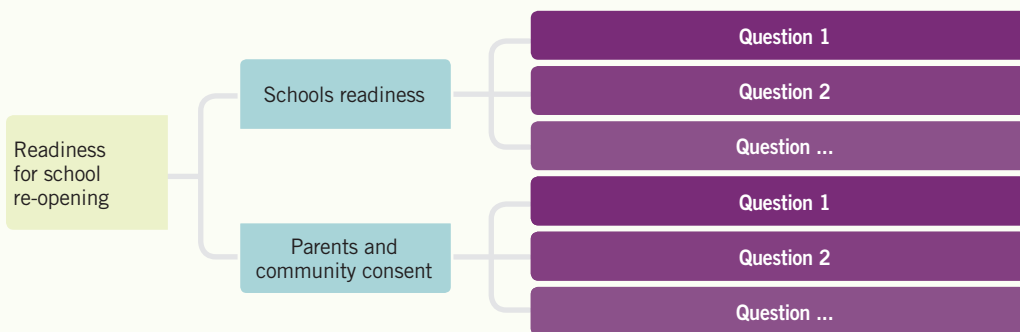 Readiness
for school
re-opening
Schools readiness
Question 1
Question 2
Question ...
Parents and
community consent
Question 1
Question 2
Question ...